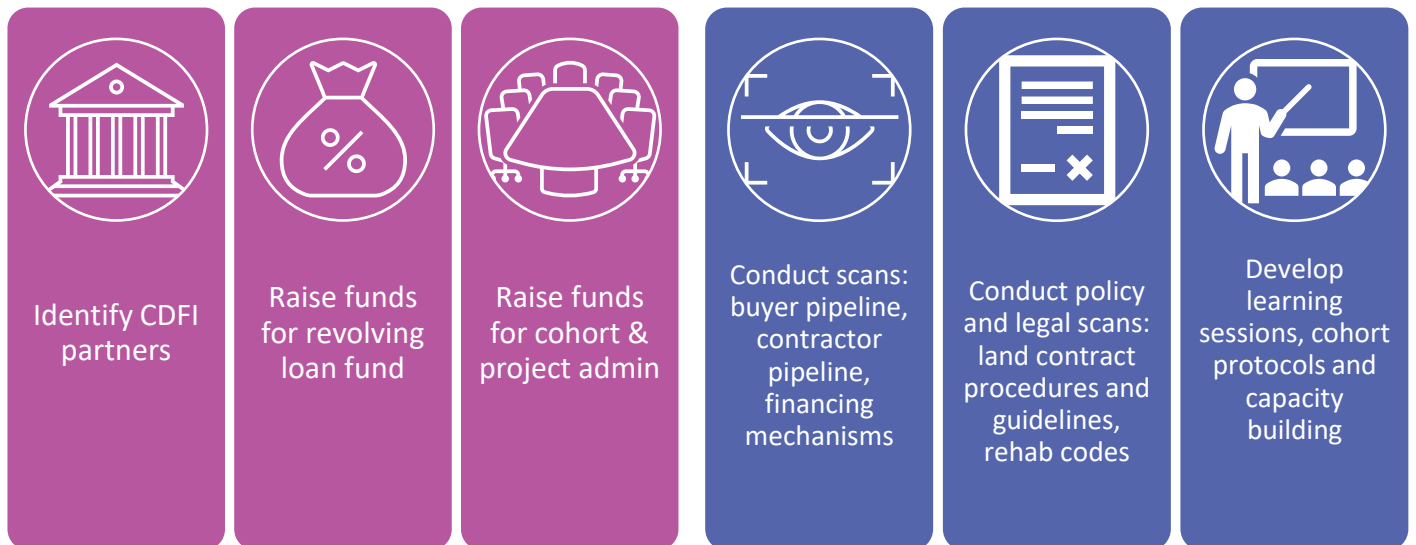 Identify CDFI
partners
Raise funds
for revolving
loan fund
Raise funds
for cohort &
project admin
Conduct scans:
buyer pipeline,
contractor
pipeline,
financing
mechanisms
Conduct policy
and legal scans:
land contract
procedures and
guidelines,
rehab codes
Develop
learning
sessions, cohort
protocols and
capacity
building